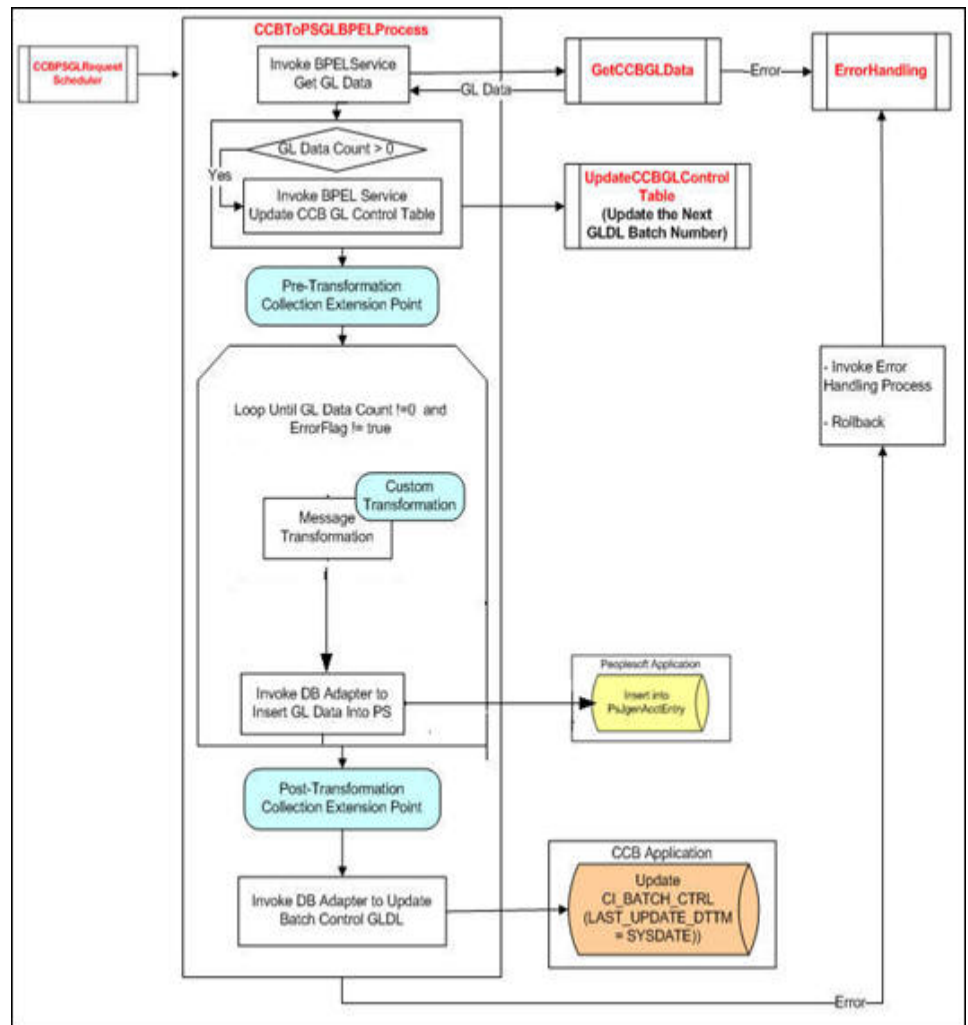 CCBPSGLRequest
Scheduler
CCBToPSGLBPELProcess
Invoke BPELService
Get GL Data
GetCCBGLData
Error
ErrorHandling
GL Data
GL Data Count > 0
Yes
Invoke BPEL Service
Update CCB GL Control Table
UpdateCCBGLControl
Table
(Update the Next
GLDL Batch Number)
Pre-Transformation
Collection Extension Point
- Invoke Error
Handling Process
- Rollback
Loop Until GL Data Count !=0 and
ErrorFlag != true
Custom
Transformation
Message
Transformation
Invoke DB Adapter to
Insert GL Data Into PS
Peoplesoft Application
Insert into
PsJgenAcctEntry
Post-Transformation
Collection Extension Point
Invoke DB Adapter to Update
Batch Control GLDL
CCB Application
Update
CI_BATCH_CTRL
(LAST_UPDATE_DTTM
= SYSDATE))
Error